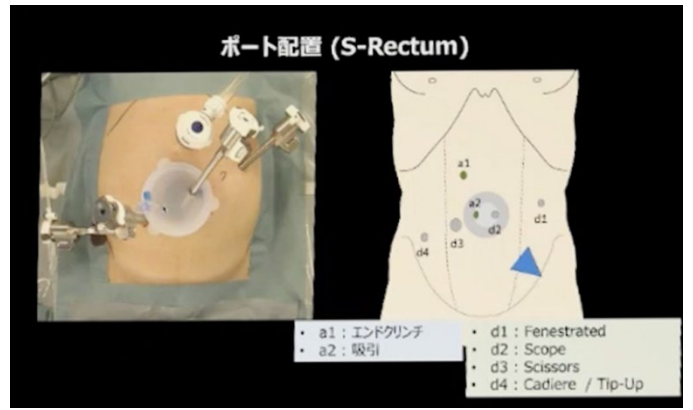 ポート配置 (S-Rectum)
a1
a2
d2
d1
d3
d4
• a1 : エンドクリンチ
• a2 : 吸引
• d1 : Fenestrated
• d2 : Scope
• d3 : Scissors
• d4 : Cadiere / Tip-Up